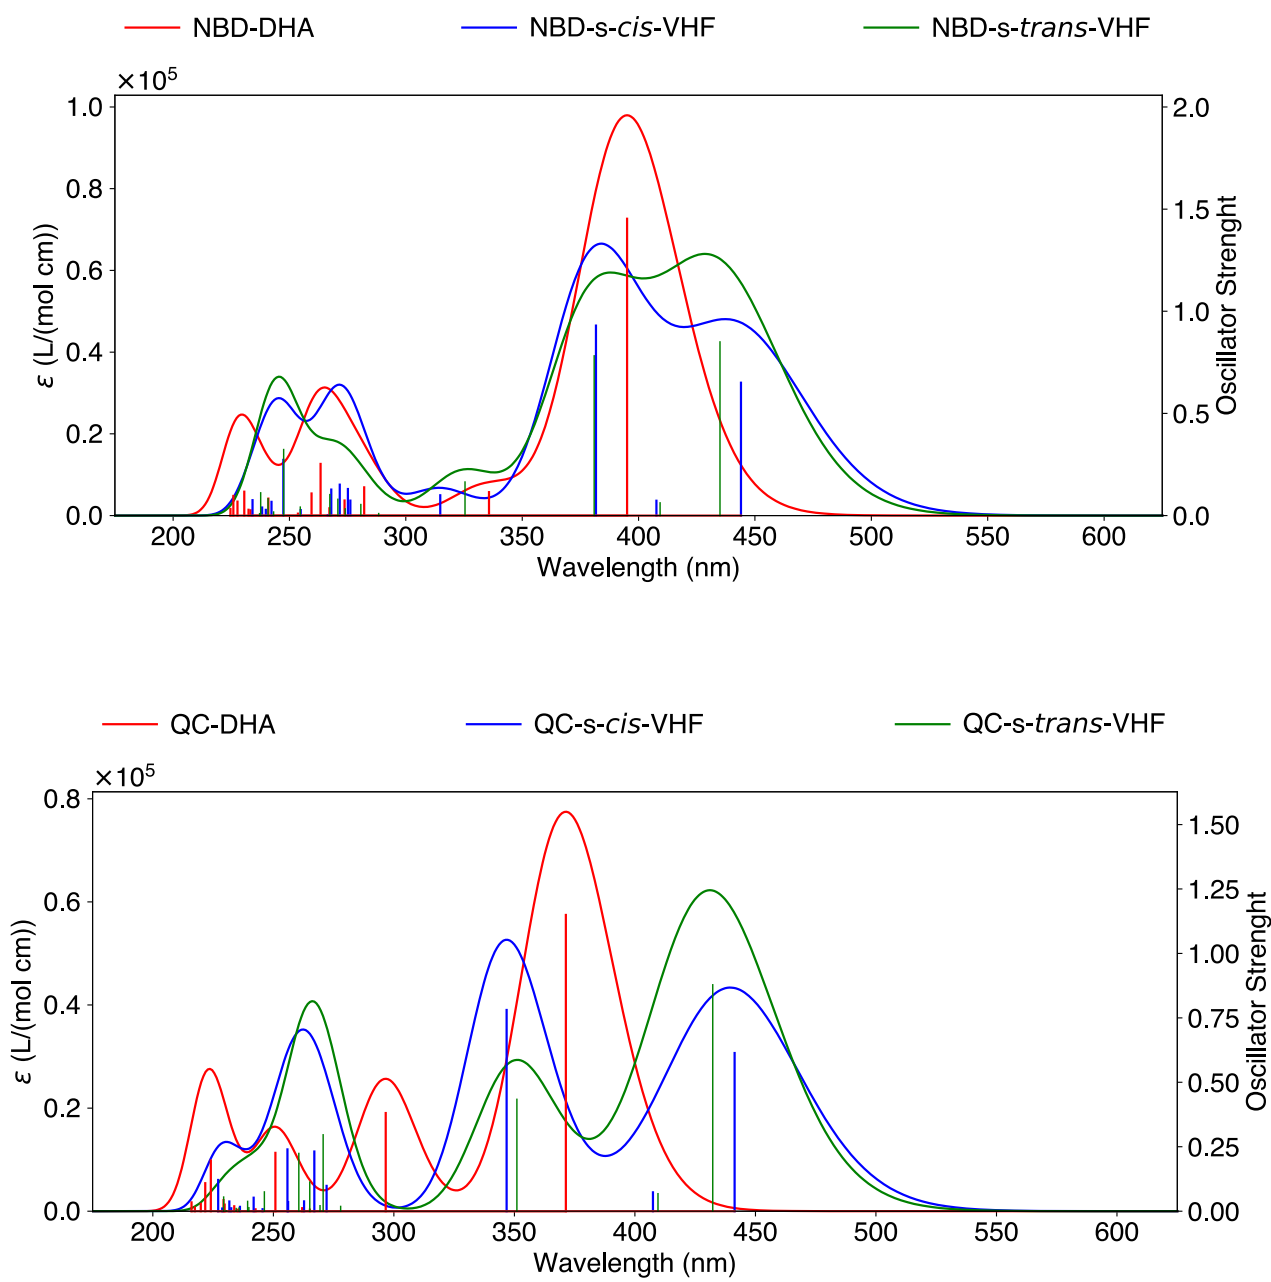 NBD-DHA NBD-s-cis-VHF NBD-s-trans-VHF
×10⁵
1.0 2.0
0.8
1.5
0.6
1.0
0.4
0.5
0.2
0.0 0.0
ε (L/(mol cm))
Oscillator Strenght
200 250 300 350 400 450 500 550 600
Wavelength (nm)
QC-DHA QC-s-cis-VHF QC-s-trans-VHF
×10⁵
0.8
1.50
1.25
0.6
1.00
0.4
0.75
0.50
0.2
0.25
0.0 0.00
ε (L/(mol cm))
Oscillator Strenght
200 250 300 350 400 450 500 550 600
Wavelength (nm)